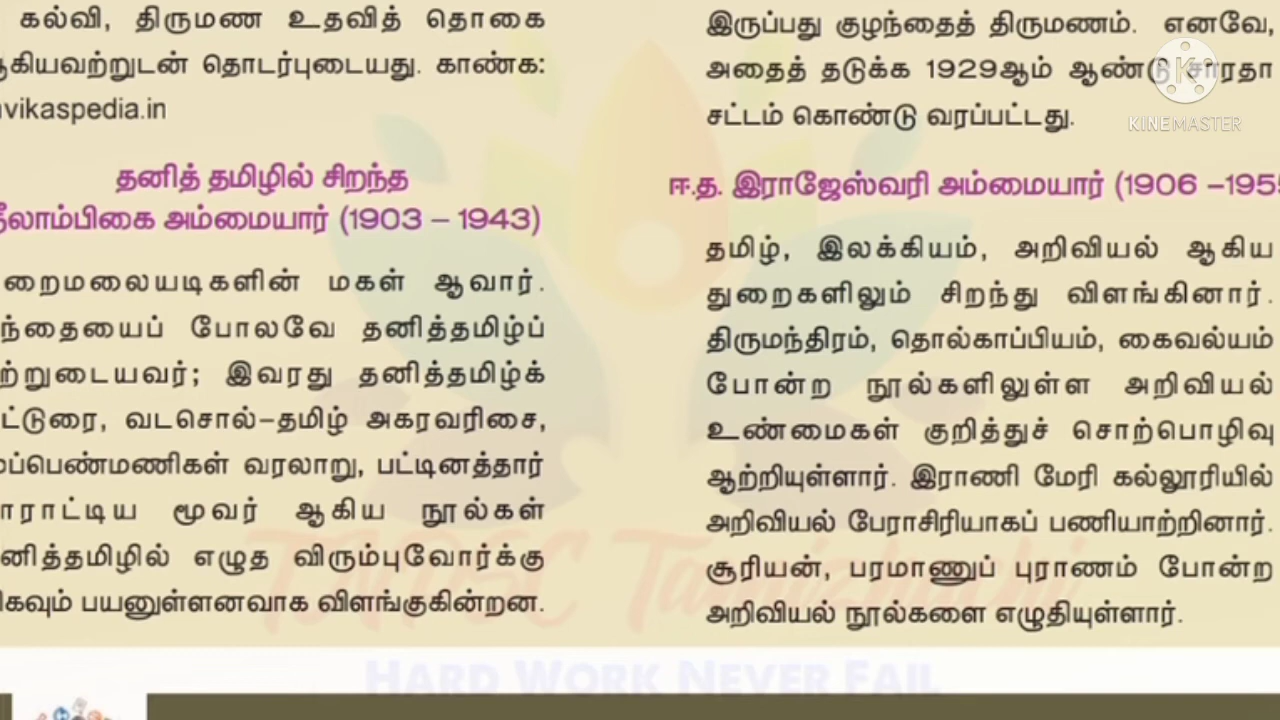 கல்வி, திருமண உதவித் தொகை
ஆகியவற்றுடன் தொடர்புடையது. காண்க:
vikaspedia.in
தனித் தமிழில் சிறந்த
நீலாம்பிகை அம்மையார் (1903 – 1943)
மறைமலையடிகளின் மகள் ஆவார்.
தந்தையைப் போலவே தனித்தமிழ்ப்
பற்றுடையவர்; இவரது தனித்தமிழ்க்
கட்டுரை, வடசொல்-தமிழ் அகரவரிசை,
முப்பெண்மணிகள் வரலாறு, பட்டினத்தார்
பாராட்டிய மூவர் ஆகிய நூல்கள்
தனித்தமிழில் எழுத விரும்புவோர்க்கு
மிகவும் பயனுள்ளனவாக விளங்குகின்றன.
இருப்பது குழந்தைத் திருமணம். எனவே,
அதைத் தடுக்க 1929ஆம் ஆண்டு சாரதா
சட்டம் கொண்டு வரப்பட்டது.
ஈ.த. இராஜேஸ்வரி அம்மையார் (1906 –1955
தமிழ், இலக்கியம், அறிவியல் ஆகிய
துறைகளிலும் சிறந்து விளங்கினார்.
திருமந்திரம், தொல்காப்பியம், கைவல்யம்
போன்ற நூல்களிலுள்ள அறிவியல்
உண்மைகள் குறித்துச் சொற்பொழிவு
ஆற்றியுள்ளார். இராணி மேரி கல்லூரியில்
அறிவியல் பேராசிரியாகப் பணியாற்றினார்.
சூரியன், பரமாணுப் புராணம் போன்ற
அறிவியல் நூல்களை எழுதியுள்ளார்.
K
KINEMASTER
TNPSC Tamizhachi
HARD WORK NEVER FAIL